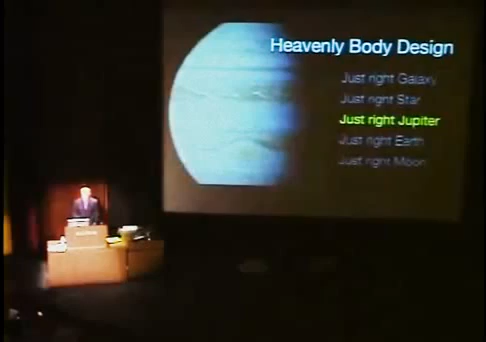 Heavenly Body Design
Just right Galaxy
Just right Star
Just right Jupiter
Just right Earth
Just right Moon